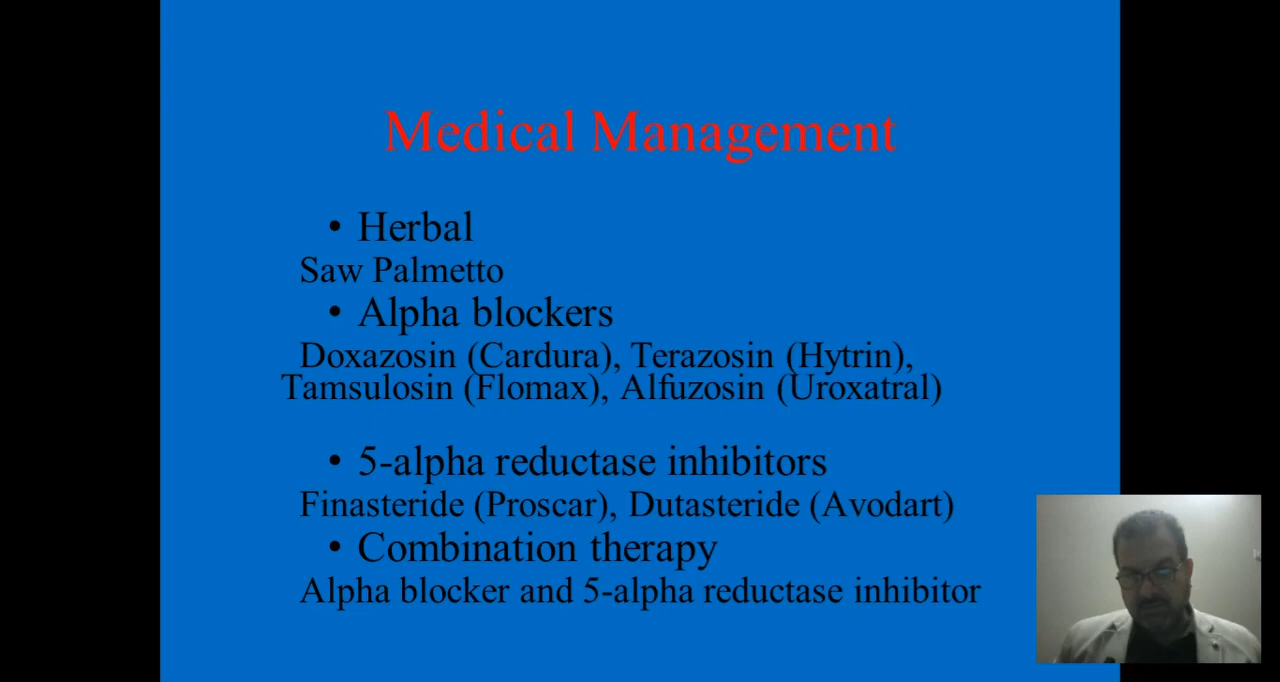 Medical Management
• Herbal
Saw Palmetto
• Alpha blockers
Doxazosin (Cardura), Terazosin (Hytrin),
Tamsulosin (Flomax), Alfuzosin (Uroxatral)
• 5-alpha reductase inhibitors
Finasteride (Proscar), Dutasteride (Avodart)
• Combination therapy
Alpha blocker and 5-alpha reductase inhibitor